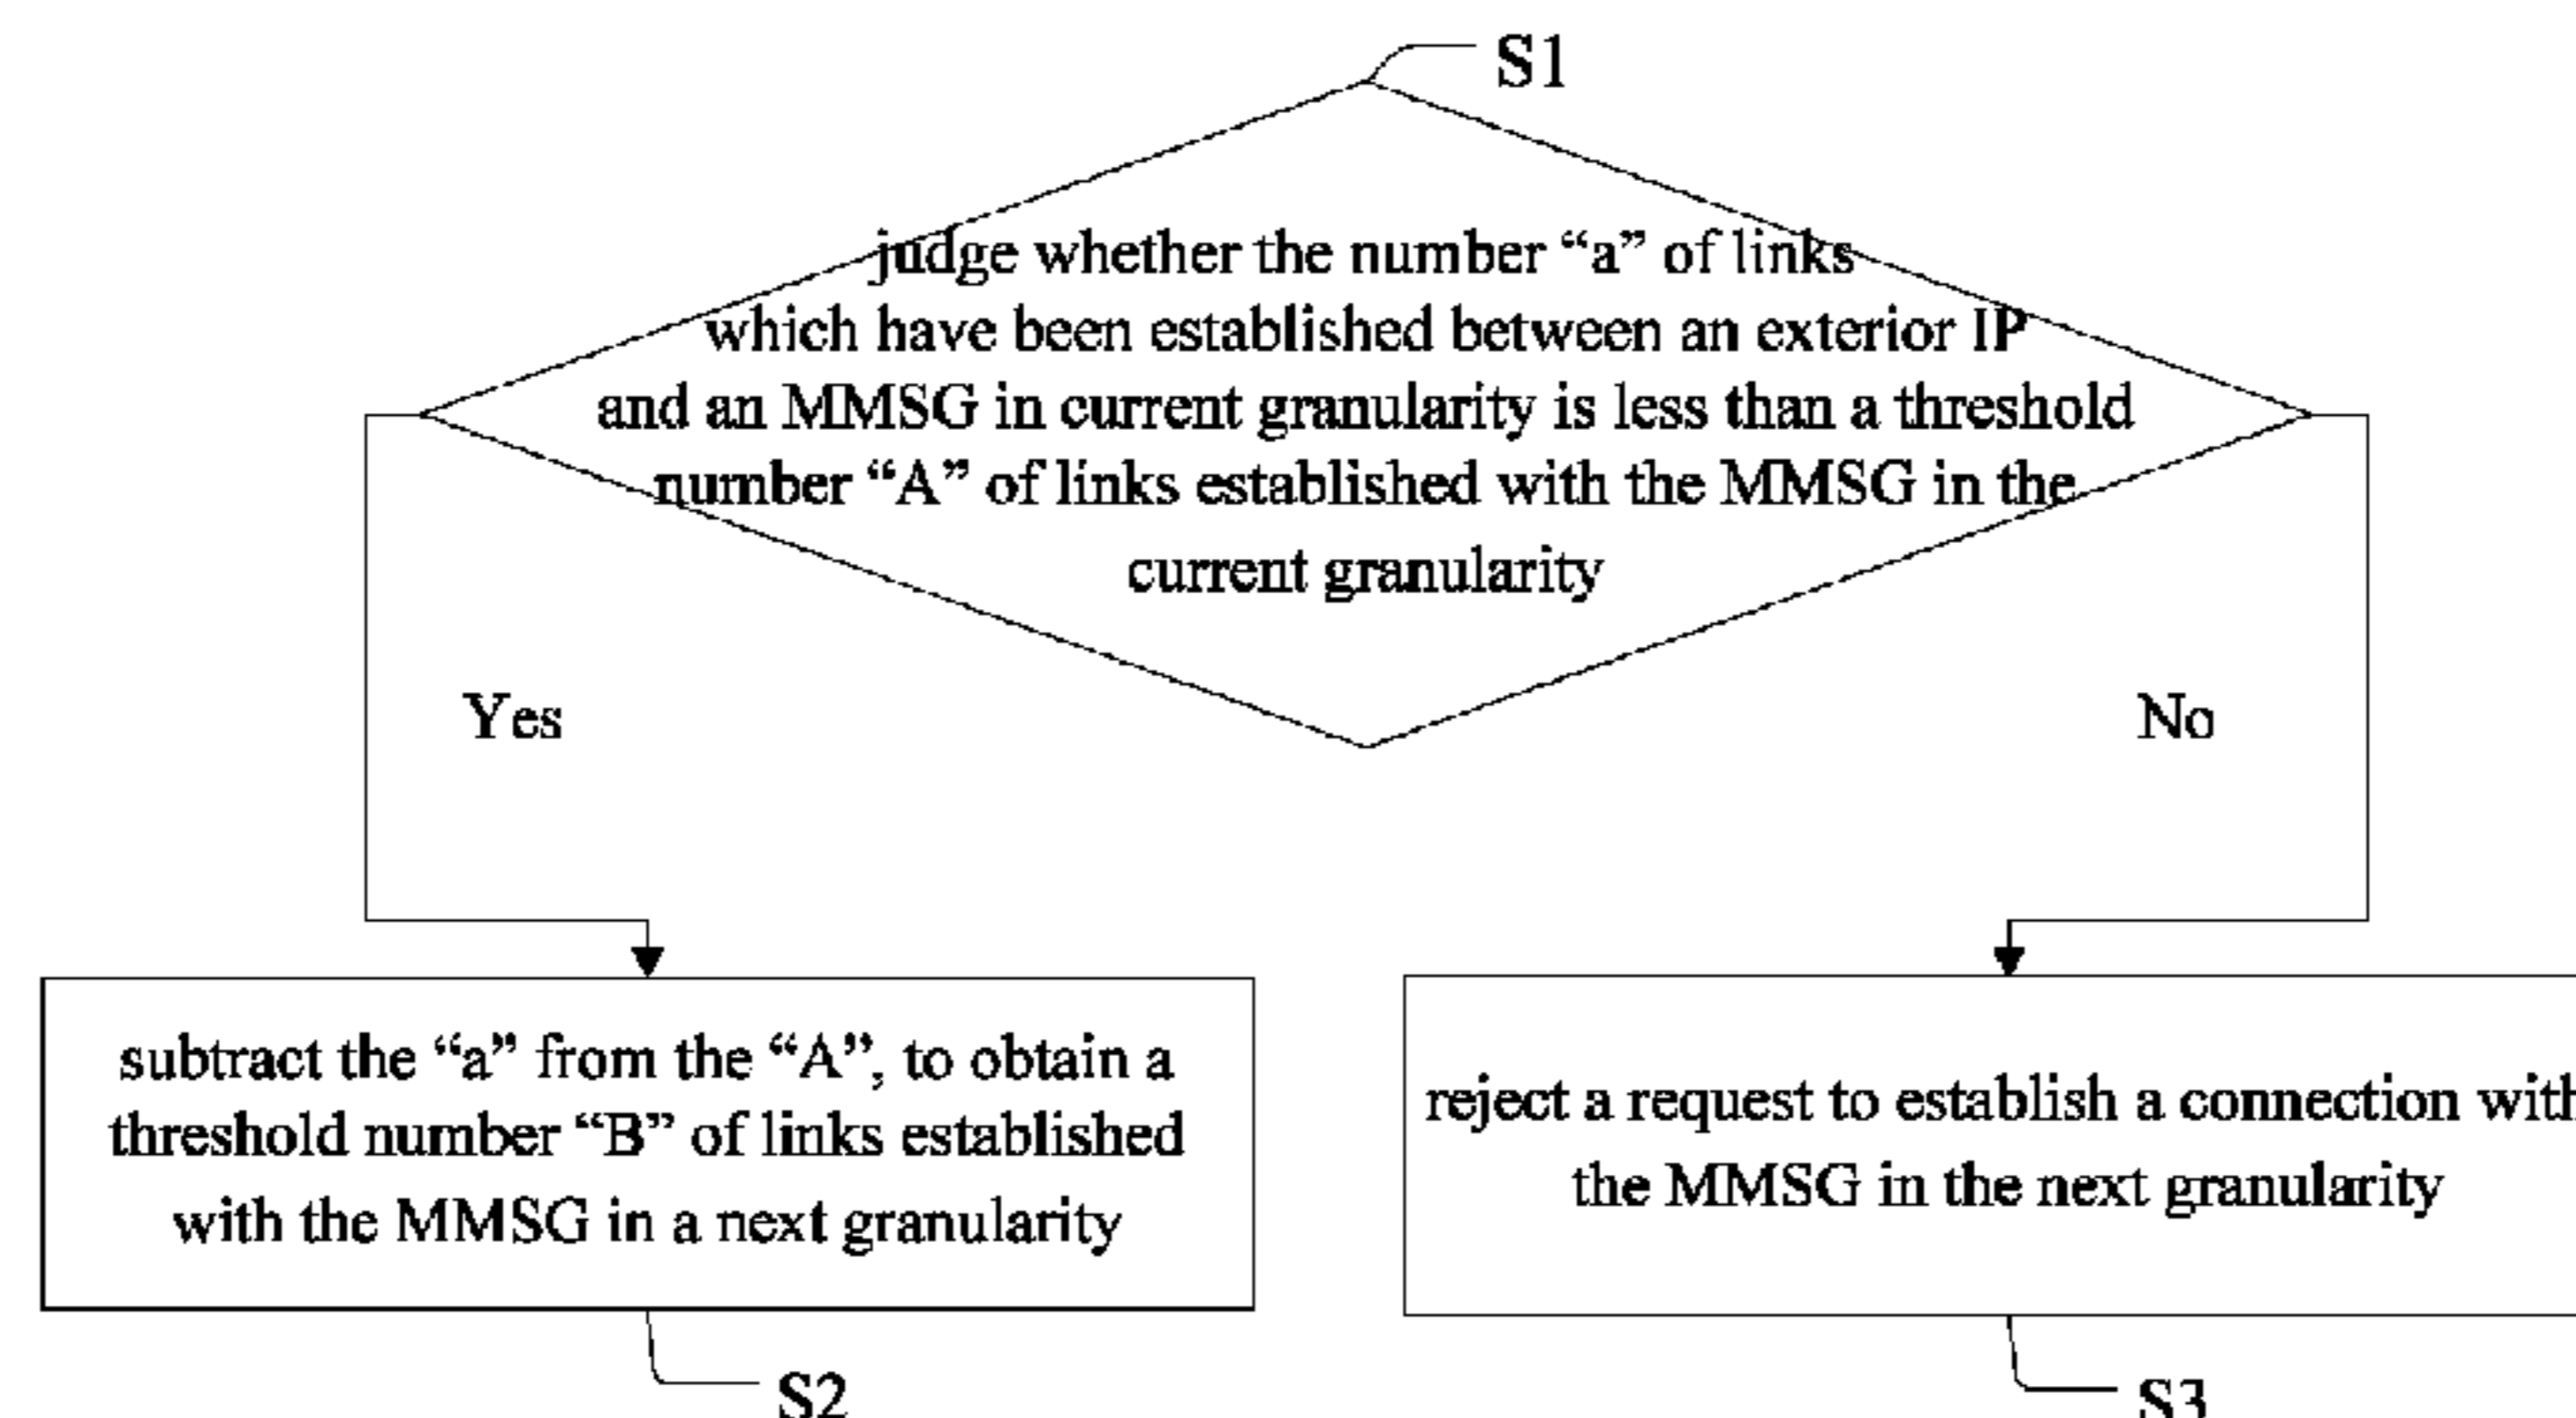 S1
judge whether the number “a” of links
which have been established between an exterior IP
and an MMSG in current granularity is less than a threshold
number “A” of links established with the MMSG in the
current granularity
Yes
No
subtract the “a” from the “A”, to obtain a
threshold number “B” of links established
with the MMSG in a next granularity
reject a request to establish a connection with
the MMSG in the next granularity
S2
S3